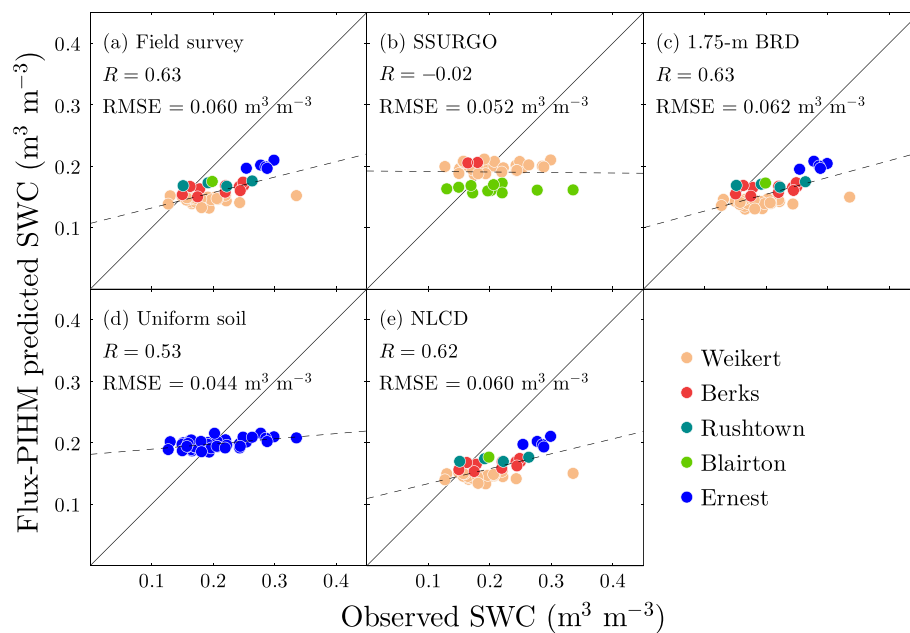 Flux-PIHM predicted SWC (m³ m⁻³)
0.4
0.3
0.2
0.1
(a) Field survey
R = 0.63
RMSE = 0.060 m³ m⁻³
(b) SSURGO
R = −0.02
RMSE = 0.052 m³ m⁻³
(c) 1.75-m BRD
R = 0.63
RMSE = 0.062 m³ m⁻³
0.4
0.3
0.2
0.1
(d) Uniform soil
R = 0.53
RMSE = 0.044 m³ m⁻³
(e) NLCD
R = 0.62
RMSE = 0.060 m³ m⁻³
Weikert
Berks
Rushtown
Blairton
Ernest
0.1 0.2 0.3 0.4
0.1 0.2 0.3 0.4
Observed SWC (m³ m⁻³)